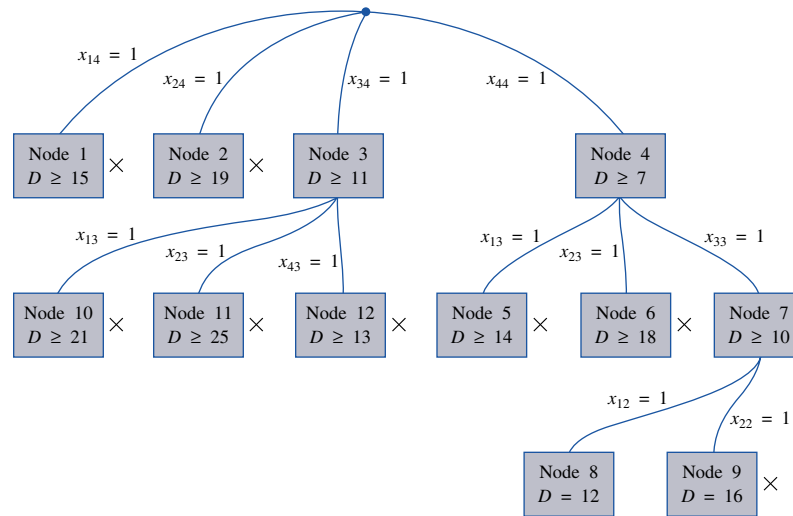 x₁₄ = 1
x₂₄ = 1
x₃₄ = 1
x₄₄ = 1
Node 1
D ≥ 15
×
Node 2
D ≥ 19
×
Node 3
D ≥ 11
Node 4
D ≥ 7
x₁₃ = 1
x₂₃ = 1
x₄₃ = 1
x₁₃ = 1
x₂₃ = 1
x₃₃ = 1
Node 10
D ≥ 21
×
Node 11
D ≥ 25
×
Node 12
D ≥ 13
×
Node 5
D ≥ 14
×
Node 6
D ≥ 18
×
Node 7
D ≥ 10
x₁₂ = 1
x₂₂ = 1
Node 8
D = 12
Node 9
D = 16
×